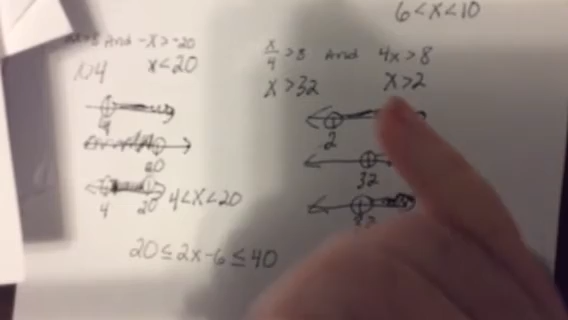 6<x<10
And -x>-20
x<20
4
20
4 20 4<x<20
x/4 >8 And 4x>8
x>32 x>2
2
32
20≤2x-6≤40